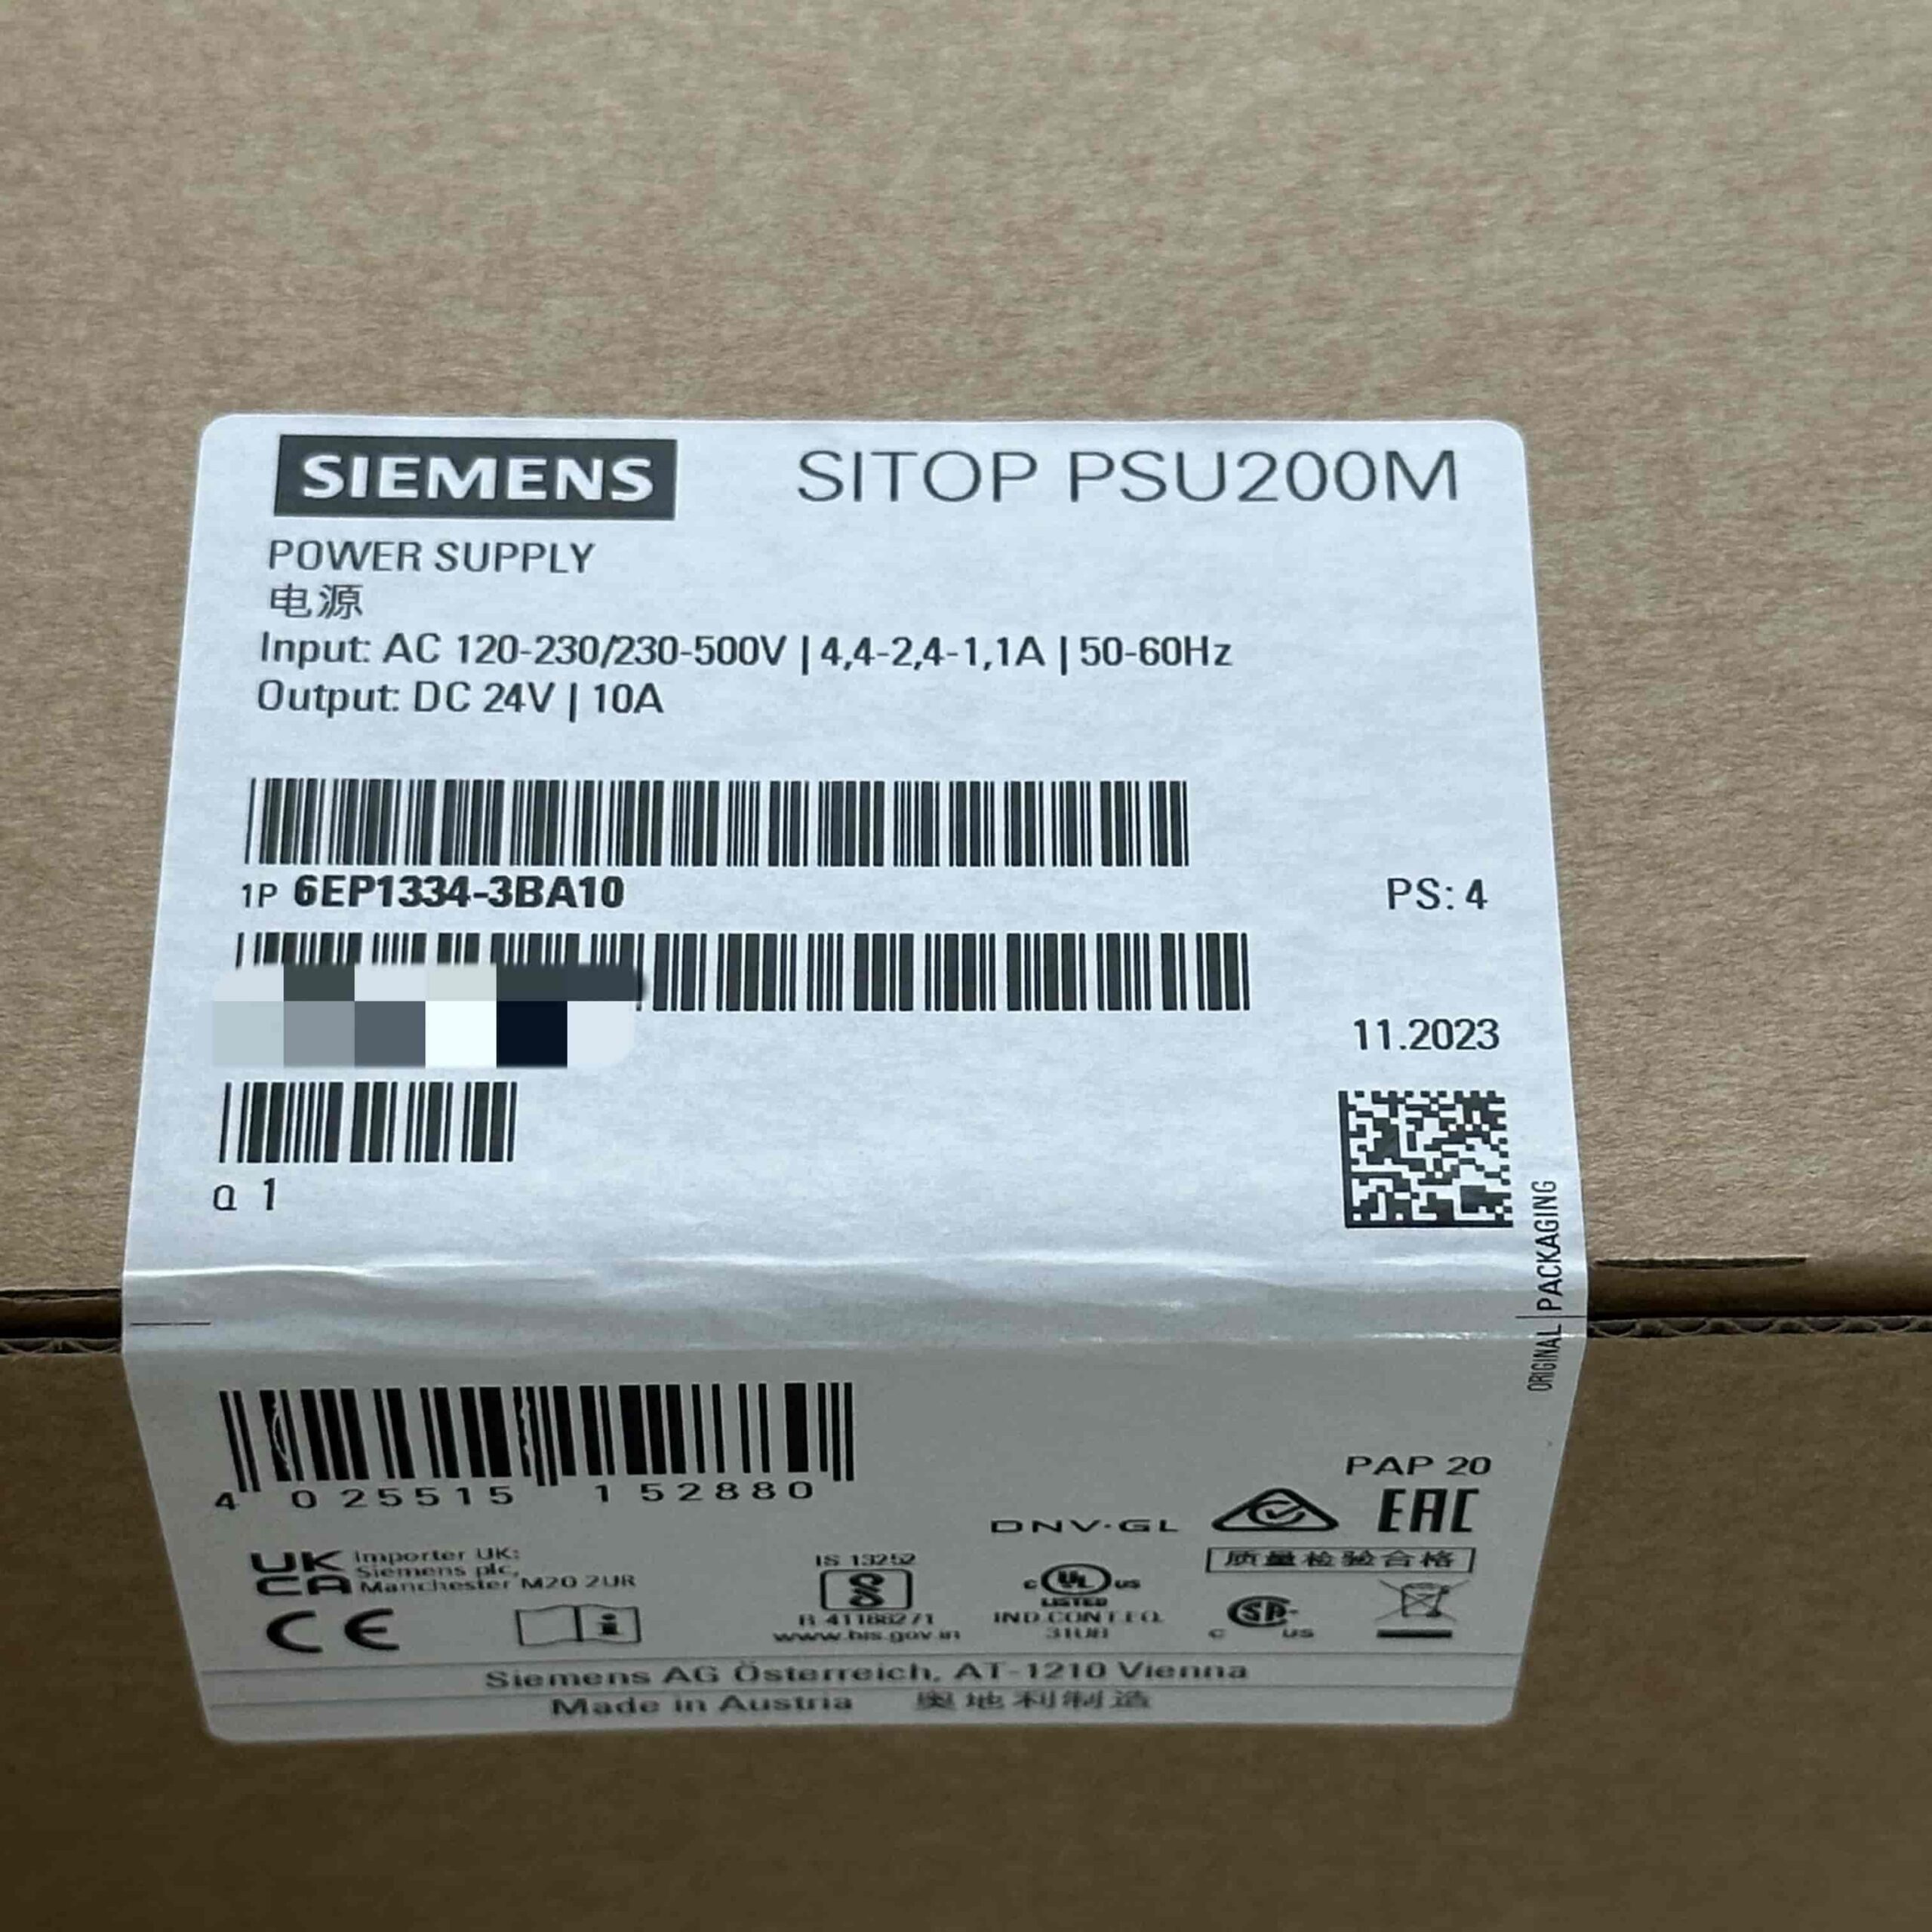 SIEMENS SITOP PSU200M
POWER SUPPLY
电源
Input: AC 120-230/230-500V | 4,4-2,4-1,1A | 50-60Hz
Output: DC 24V | 10A
1P 6EP1334-3BA10 PS: 4
11.2023
Q 1
ORIGINAL PACKAGING
4 025515 152880
PAP 20
DNV·GL EAC
UK CA Importer UK:
Siemens plc,
Manchester M20 2UR
IS 13252
R-41188271
www.bis.gov.in
c UL us
LISTED
IND.CONT.EQ.
31UB
质量检验合格
c SP us
CE
Siemens AG Österreich, AT-1210 Vienna
Made in Austria 奥地利制造